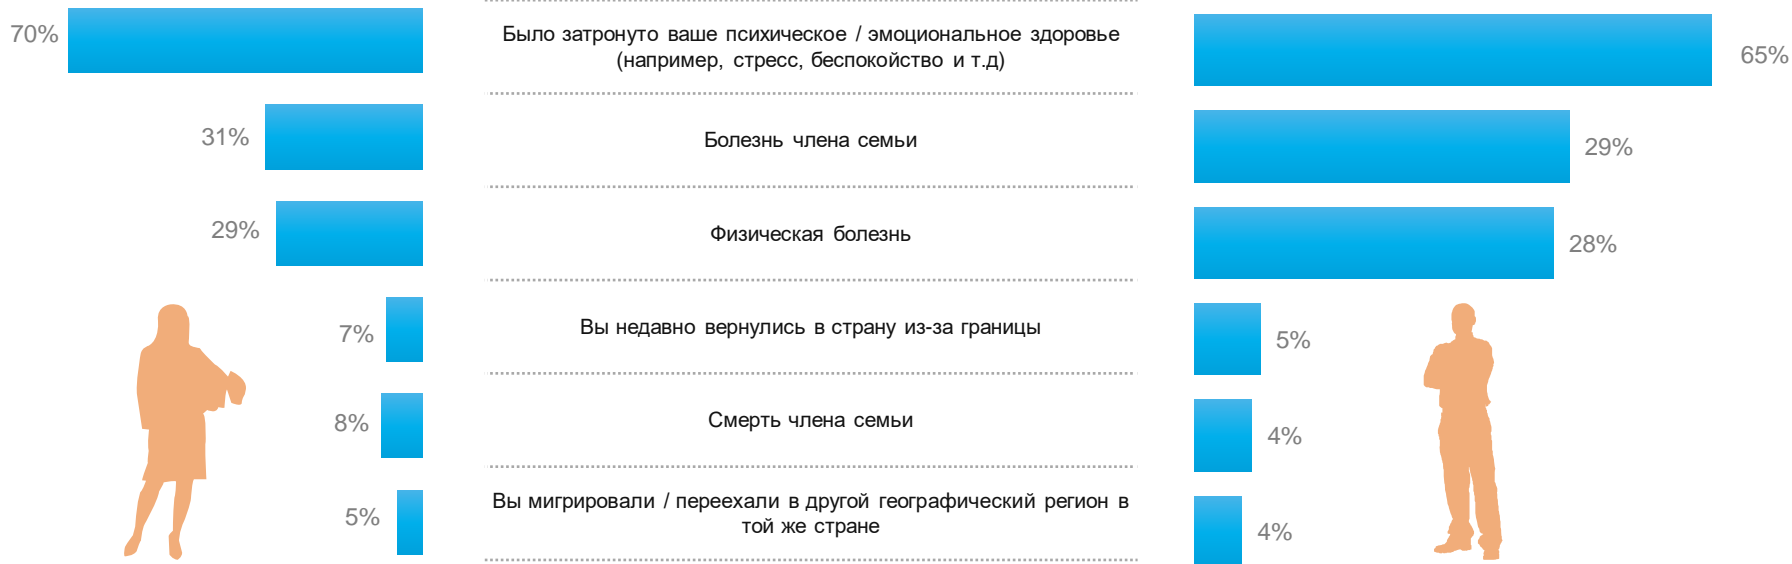 70%
Было затронуто ваше психическое / эмоциональное здоровье
(например, стресс, беспокойство и т.д)
65%
31%
Болезнь члена семьи
29%
29%
Физическая болезнь
28%
7%
Вы недавно вернулись в страну из-за границы
5%
8%
Смерть члена семьи
4%
5%
Вы мигрировали / переехали в другой географический регион в
той же стране
4%